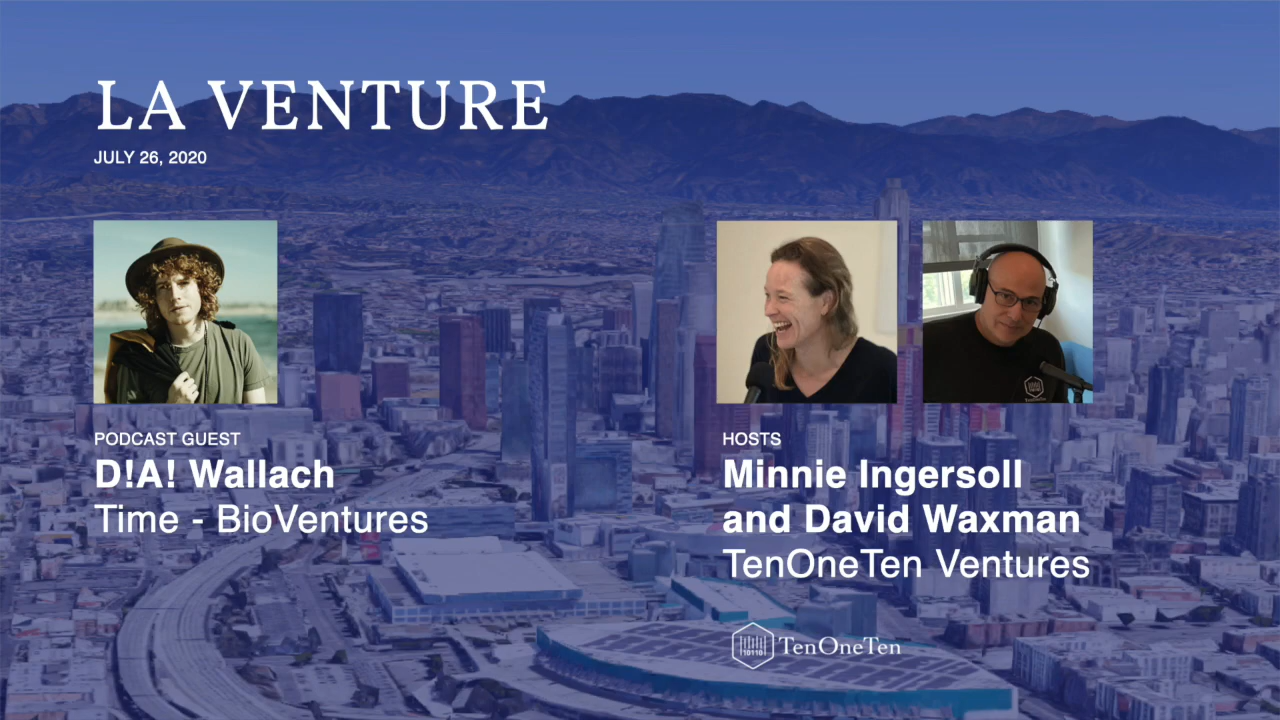 LA VENTURE
JULY 26, 2020
PODCAST GUEST
D!A! Wallach
Time - BioVentures
HOSTS
Minnie Ingersoll
and David Waxman
TenOneTen Ventures
10110
TenOneTen